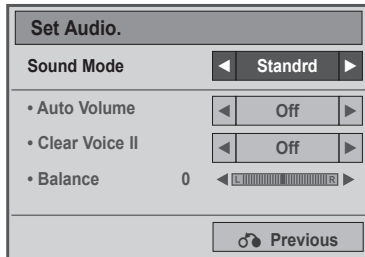 Set Audio.
Sound Mode ◀ Standrd ▶
• Auto Volume ◀ Off ▶
• Clear Voice II ◀ Off ▶
• Balance 0 ◀ L R ▶
Previous